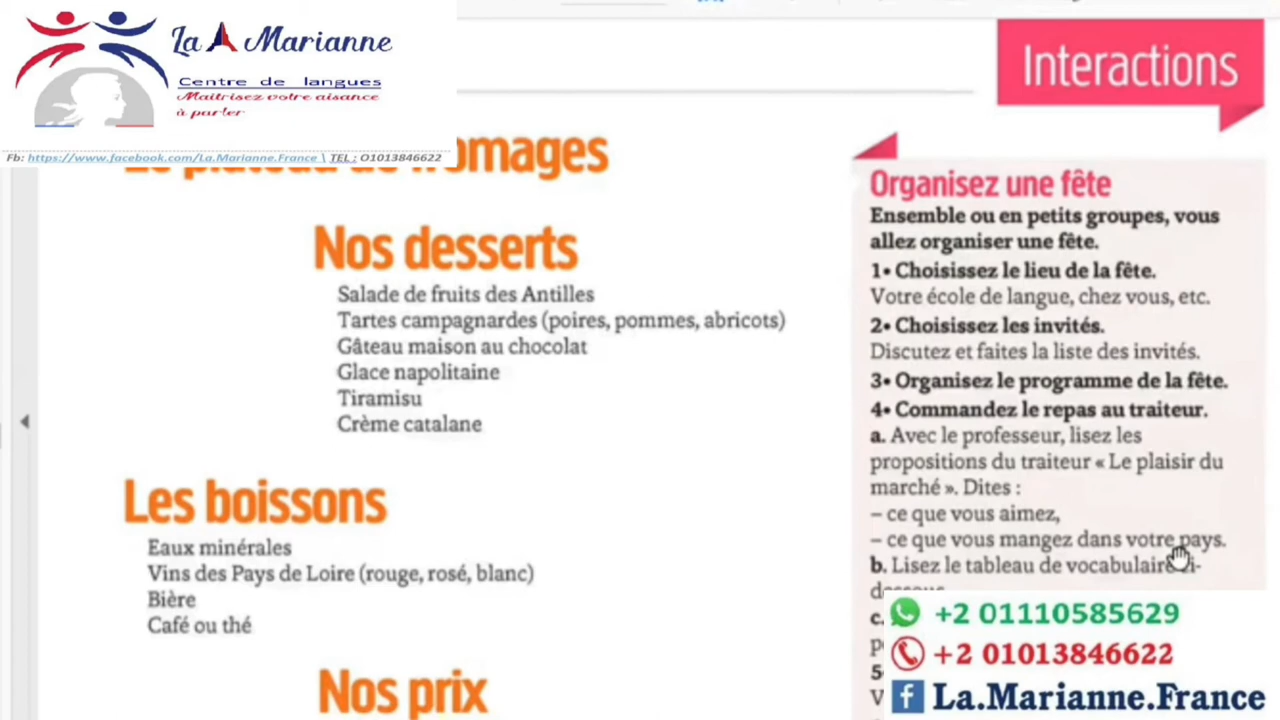 La Marianne
Centre de langues
Maîtrisez votre aisance
à parler
Fb: https://www.facebook.com/La.Marianne.France \ TEL : 01013846622
Interactions
Le plateau de fromages
Nos desserts
Salade de fruits des Antilles
Tartes campagnardes (poires, pommes, abricots)
Gâteau maison au chocolat
Glace napolitaine
Tiramisu
Crème catalane
Les boissons
Eaux minérales
Vins des Pays de Loire (rouge, rosé, blanc)
Bière
Café ou thé
Nos prix
Organisez une fête
Ensemble ou en petits groupes, vous
allez organiser une fête.
1• Choisissez le lieu de la fête.
Votre école de langue, chez vous, etc.
2• Choisissez les invités.
Discutez et faites la liste des invités.
3• Organisez le programme de la fête.
4• Commandez le repas au traiteur.
a. Avec le professeur, lisez les
propositions du traiteur « Le plaisir du
marché ». Dites :
– ce que vous aimez,
– ce que vous mangez dans votre pays.
b. Lisez le tableau de vocabulaire ci-
c.
+2 01110585629
+2 01013846622
La.Marianne.France